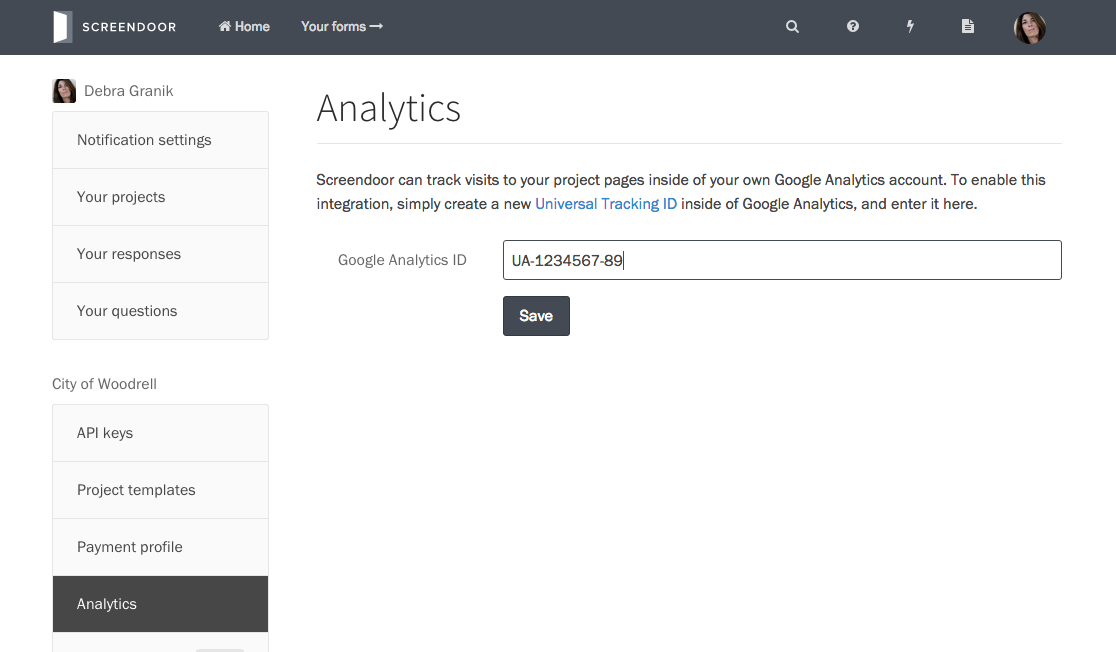 SCREENDOOR
Home
Your forms →
Debra Granik
Notification settings
Your projects
Your responses
Your questions
City of Woodrell
API keys
Project templates
Payment profile
Analytics
Analytics
Screendoor can track visits to your project pages inside of your own Google Analytics account. To enable this
integration, simply create a new Universal Tracking ID inside of Google Analytics, and enter it here.
Google Analytics ID
UA-1234567-89
Save